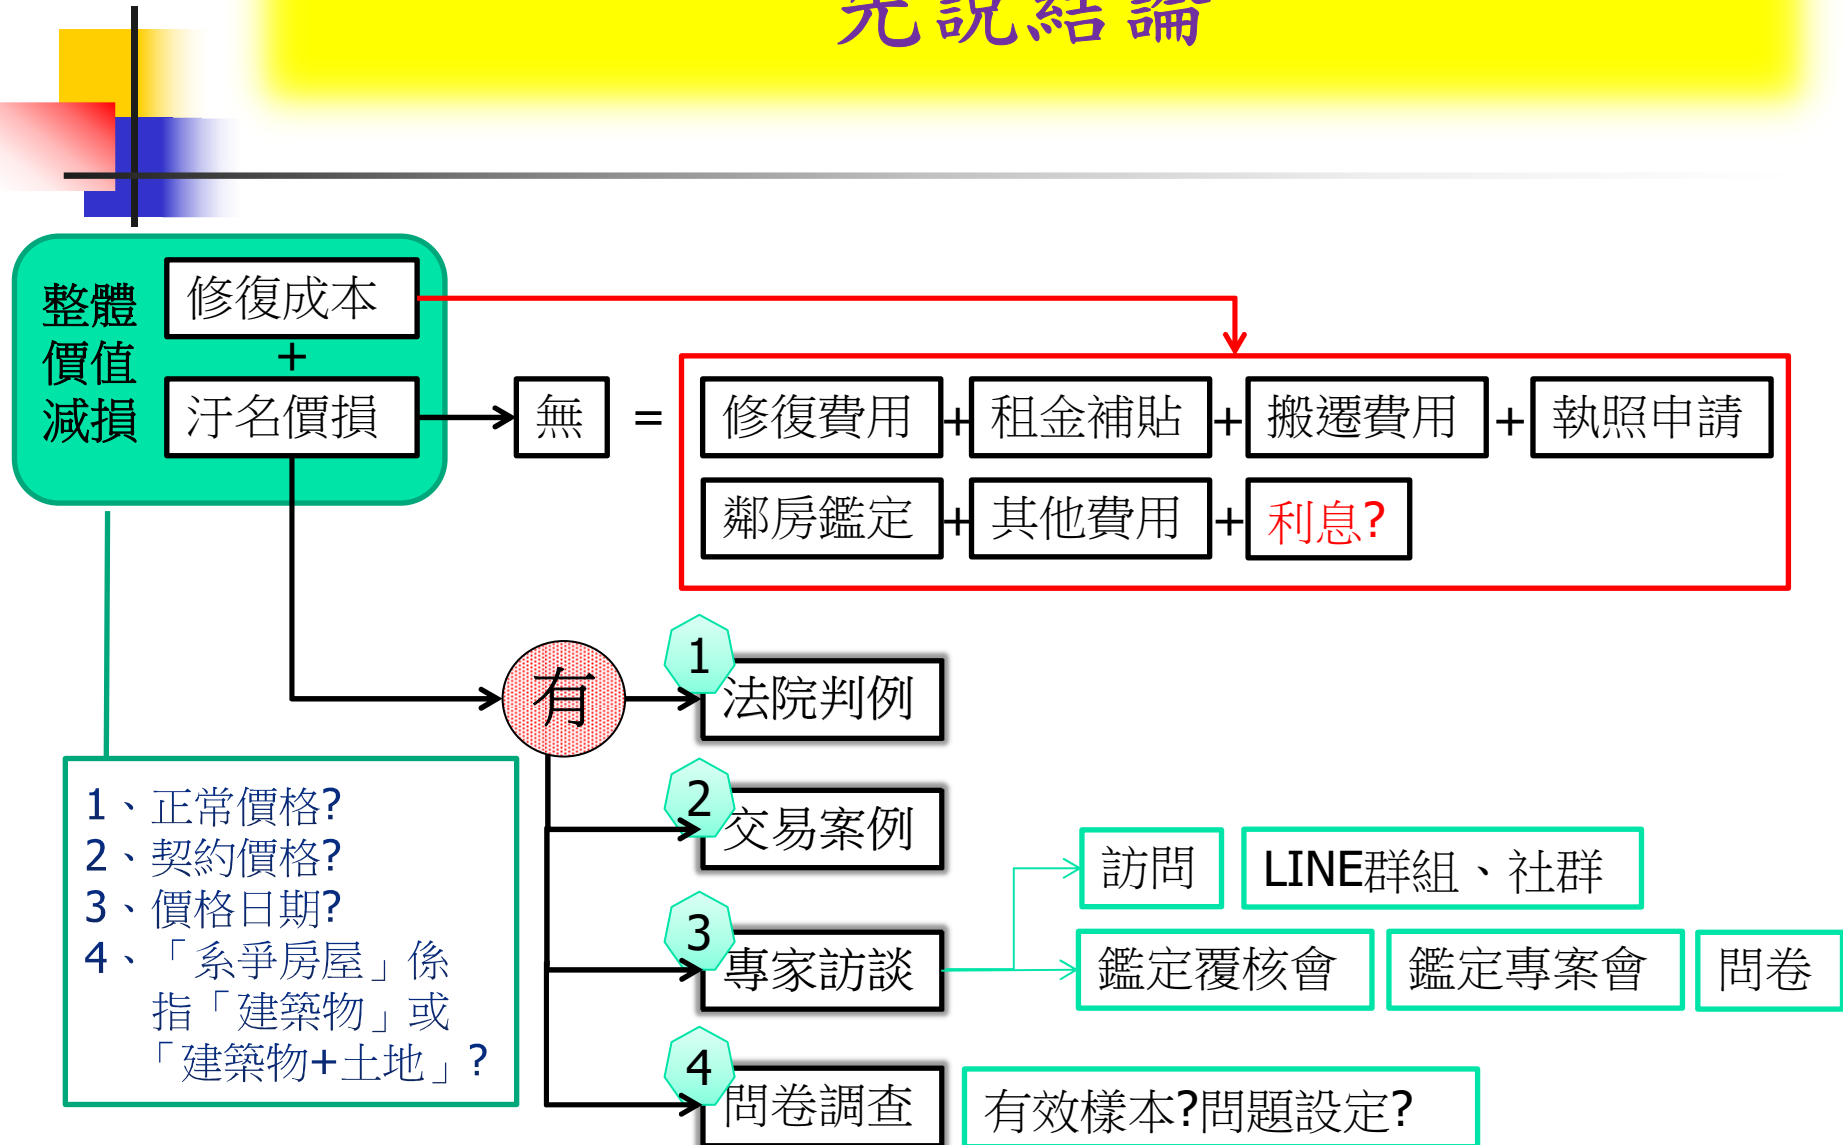 先說結論
整體
價值
減損
修復成本
+
汙名價損
無
=
修復費用 + 租金補貼 + 搬遷費用 + 執照申請
鄰房鑑定 + 其他費用 + 利息?
有
1
法院判例
2
交易案例
3
專家訪談
訪問
LINE群組、社群
鑑定覆核會
鑑定專案會
問卷
4
問卷調查
有效樣本?問題設定?
1、正常價格?
2、契約價格?
3、價格日期?
4、「系爭房屋」係
指「建築物」或
「建築物+土地」?